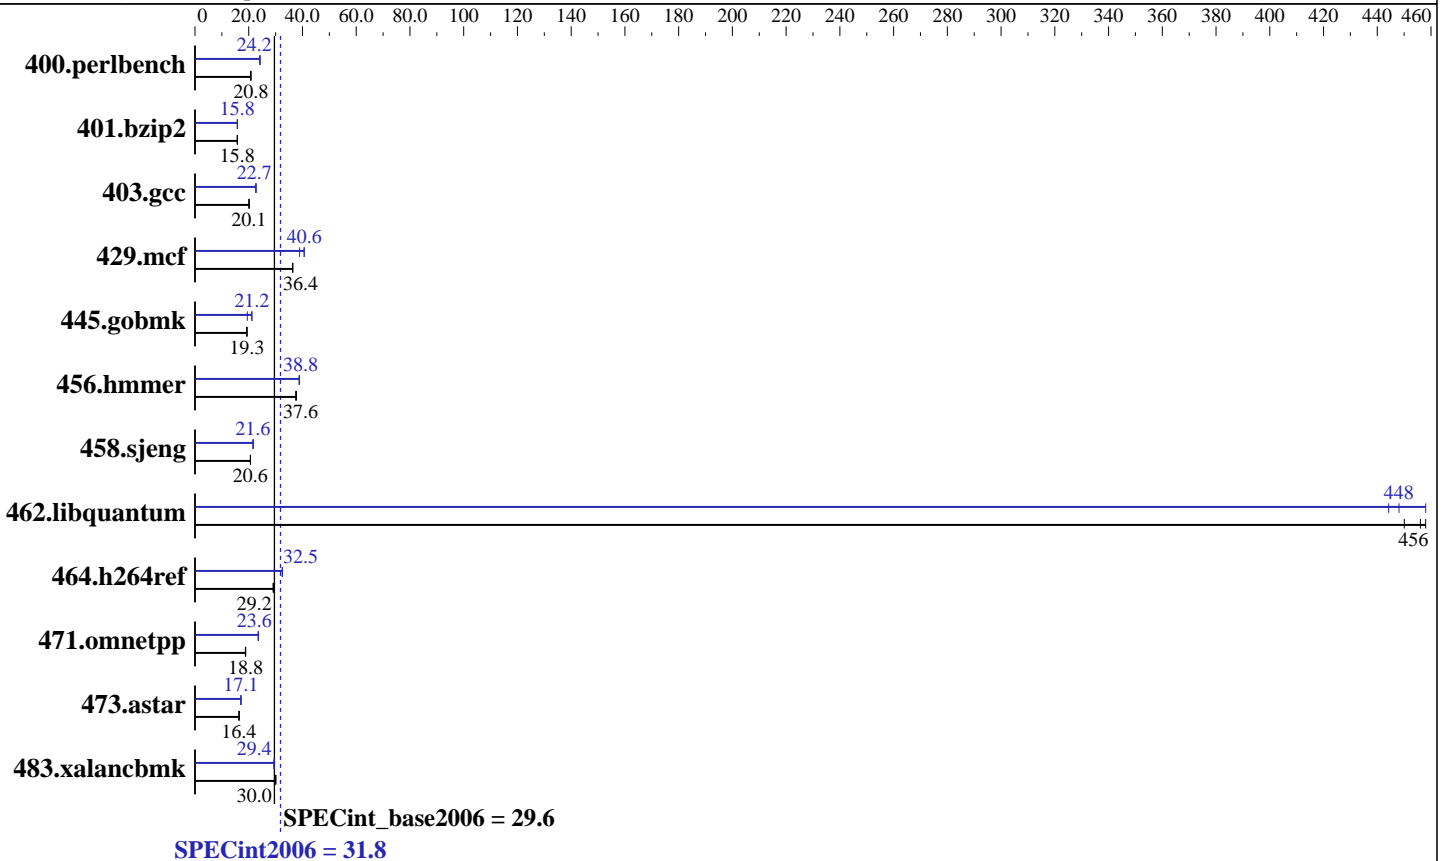 0 20.0 40.0 60.0 80.0 100 120 140 160 180 200 220 240 260 280 300 320 340 360 380 400 420 440 460
24.2
400.perlbench
20.8
15.8
401.bzip2
15.8
22.7
403.gcc
20.1
40.6
429.mcf
36.4
21.2
445.gobmk
19.3
38.8
456.hmmer
37.6
21.6
458.sjeng
20.6
448
462.libquantum
456
32.5
464.h264ref
29.2
23.6
471.omnetpp
18.8
17.1
473.astar
16.4
29.4
483.xalancbmk
30.0
SPECint_base2006 = 29.6
SPECint2006 = 31.8